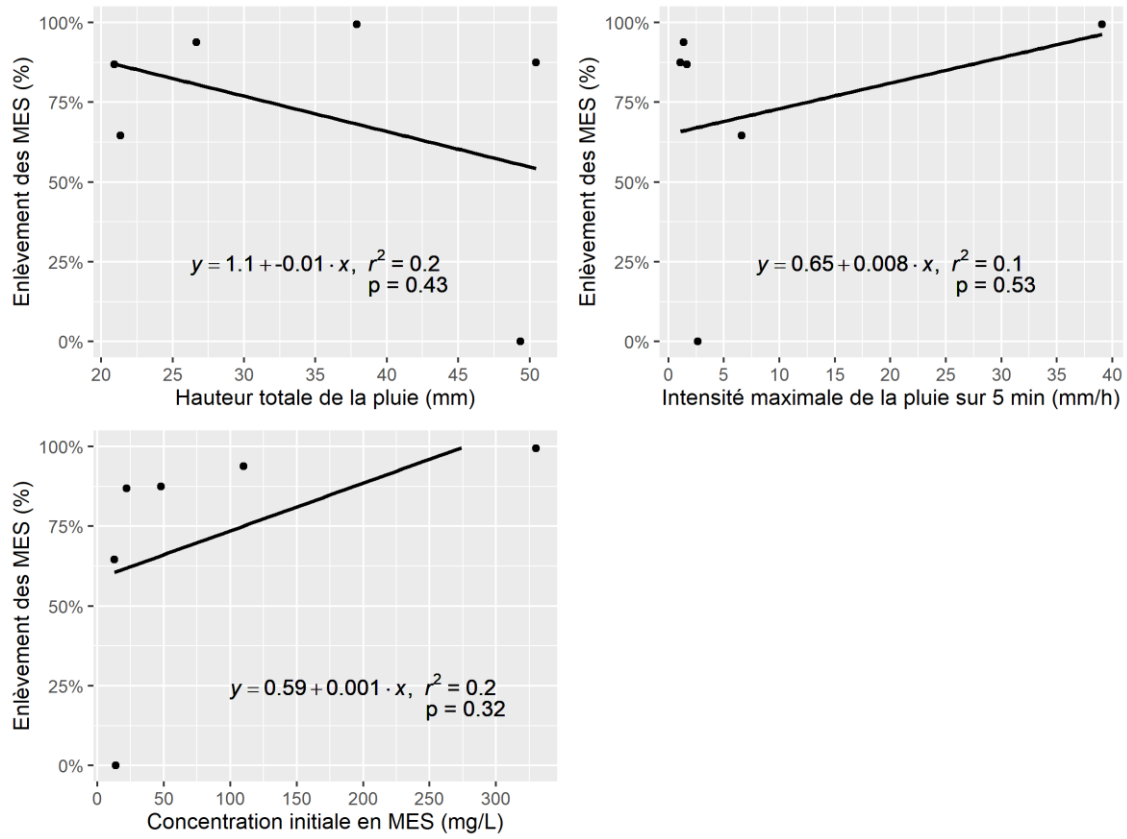 Enlèvement des MES (%)
100%
75%
50%
25%
0%
y = 1.1 + -0.01 · x, r² = 0.2
p = 0.43
20 25 30 35 40 45 50
Hauteur totale de la pluie (mm)
Enlèvement des MES (%)
100%
75%
50%
25%
0%
y = 0.65 + 0.008 · x, r² = 0.1
p = 0.53
0 5 10 15 20 25 30 35 40
Intensité maximale de la pluie sur 5 min (mm/h)
Enlèvement des MES (%)
100%
75%
50%
25%
0%
y = 0.59 + 0.001 · x, r² = 0.2
p = 0.32
0 50 100 150 200 250 300
Concentration initiale en MES (mg/L)